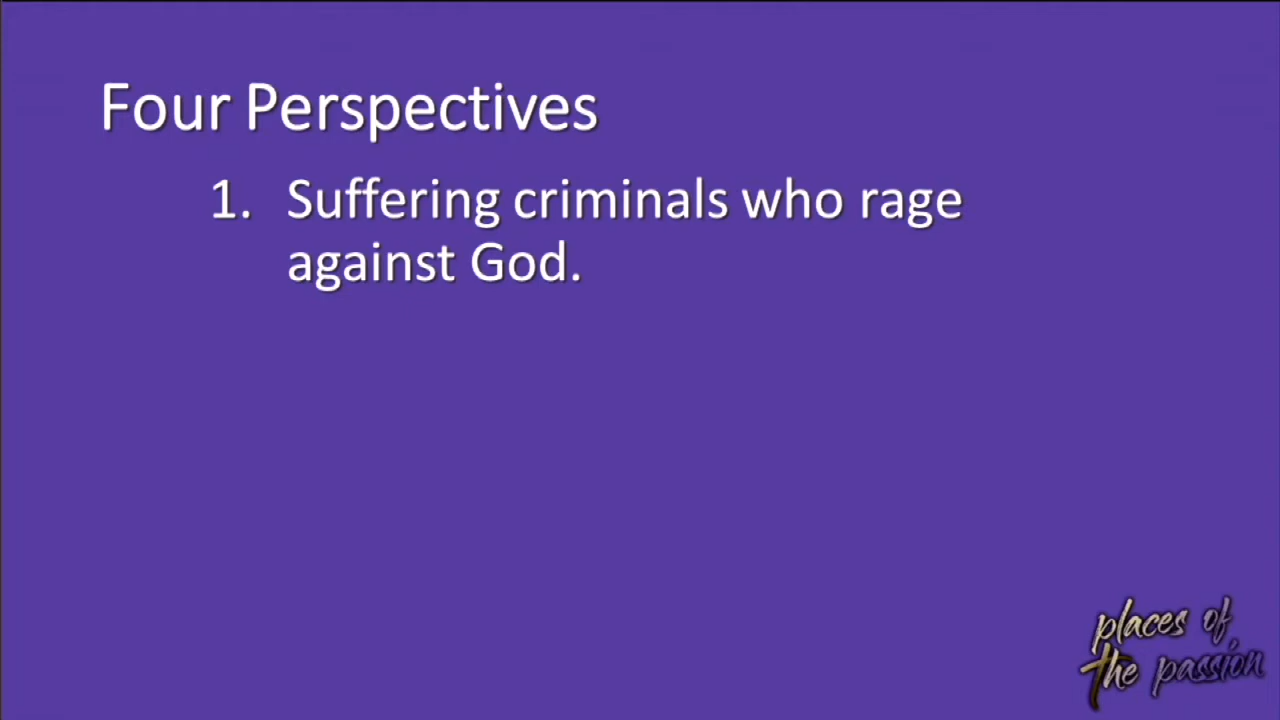 Four Perspectives
1. Suffering criminals who rage
against God.
places of
the passion